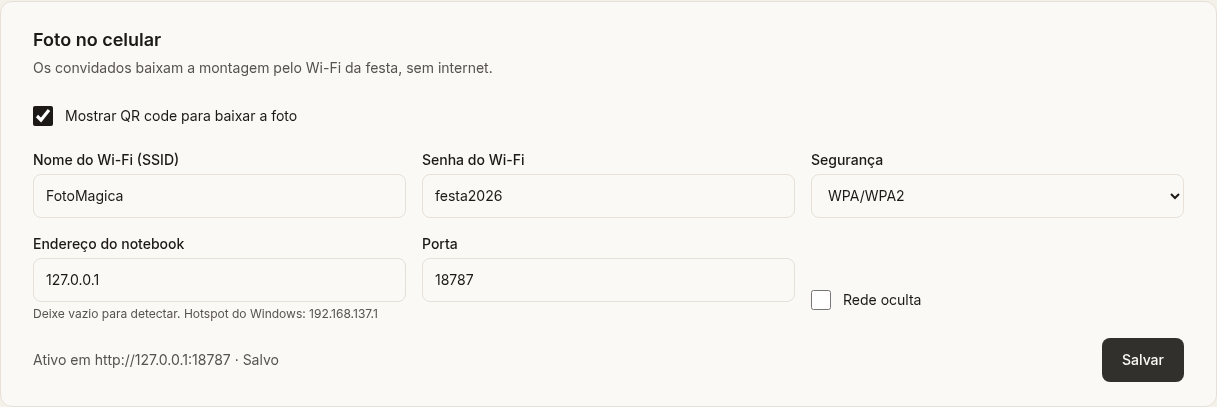 Foto no celular
Os convidados baixam a montagem pelo Wi-Fi da festa, sem internet.
Mostrar QR code para baixar a foto
Nome do Wi-Fi (SSID)
Senha do Wi-Fi
Segurança
FotoMagica
festa2026
WPA/WPA2
Endereço do notebook
Porta
127.0.0.1
18787
Rede oculta
Deixe vazio para detectar. Hotspot do Windows: 192.168.137.1
Ativo em http://127.0.0.1:18787 · Salvo
Salvar